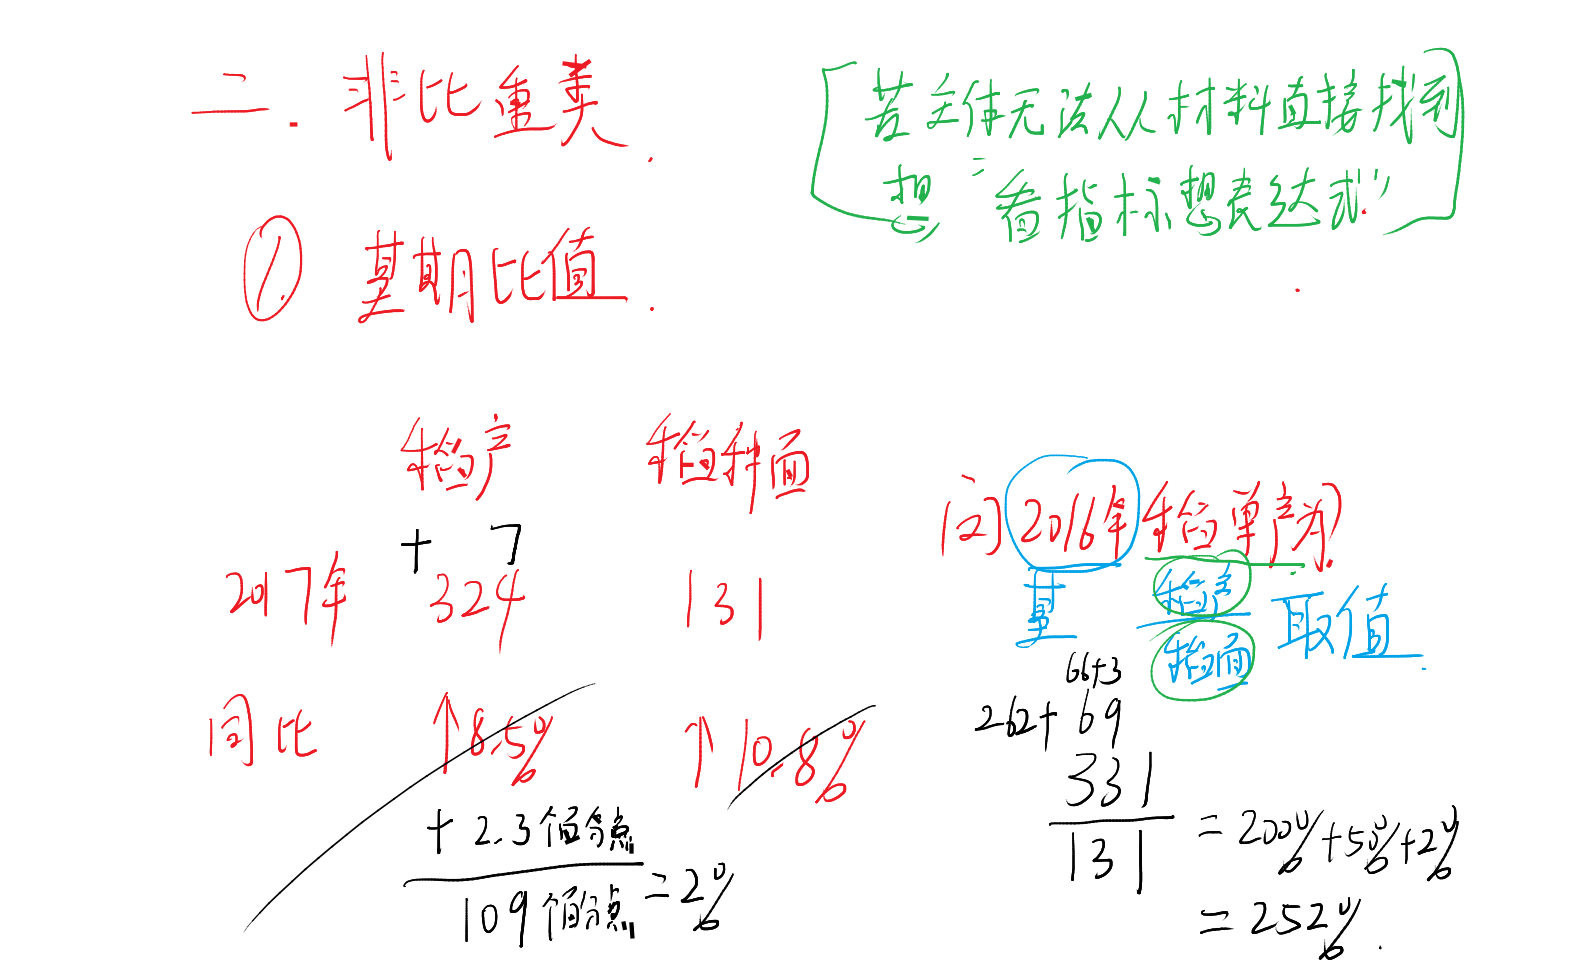 二.非比重类.
若主体无法从材料直接找到
想"看指标想表达式"
① 基期比值.
稻产 稻种面
+ 7
2017年 324 131
问2016年稻单产为?
基 稻产 取值
稻面
66+3
262+69
同比 ↑8.5% ↑10.8%
331
131
=200%+50%+2%
=252%.
+2.3个百分点
109个百分点
=2%